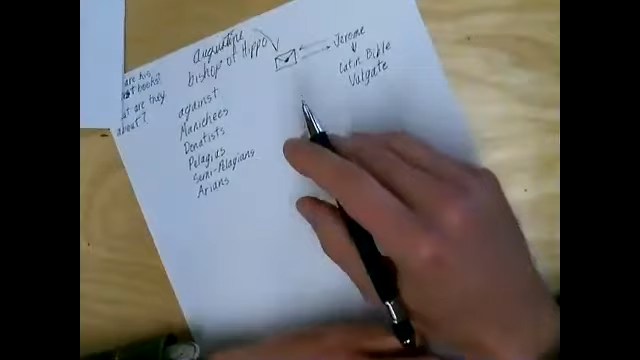 are his
books?
are they
about?
Augustine
bishop of Hippo
against
Manichees
Donatists
Pelagius
Semi-Pelagians
Arians
Jerome
Latin Bible
Vulgate